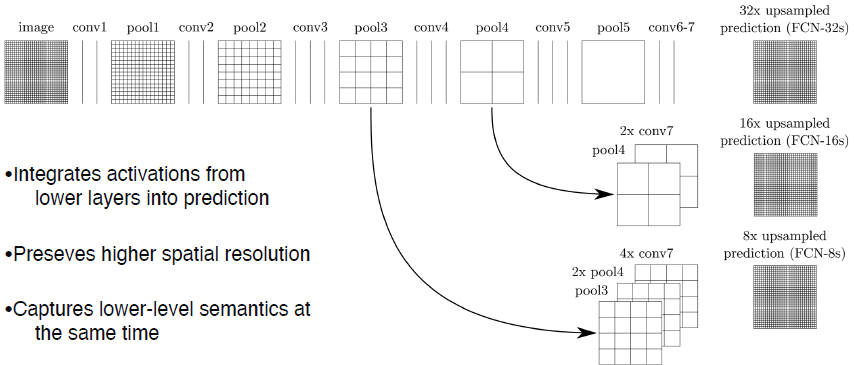 image conv1 pool1 conv2 pool2 conv3 pool3 conv4 pool4 conv5 pool5 conv6-7
32x upsampled
prediction (FCN-32s)
16x upsampled
prediction (FCN-16s)
2x conv7
pool4
•Integrates activations from
lower layers into prediction
•Preseves higher spatial resolution
8x upsampled
prediction (FCN-8s)
4x conv7
2x pool4
pool3
•Captures lower-level semantics at
the same time